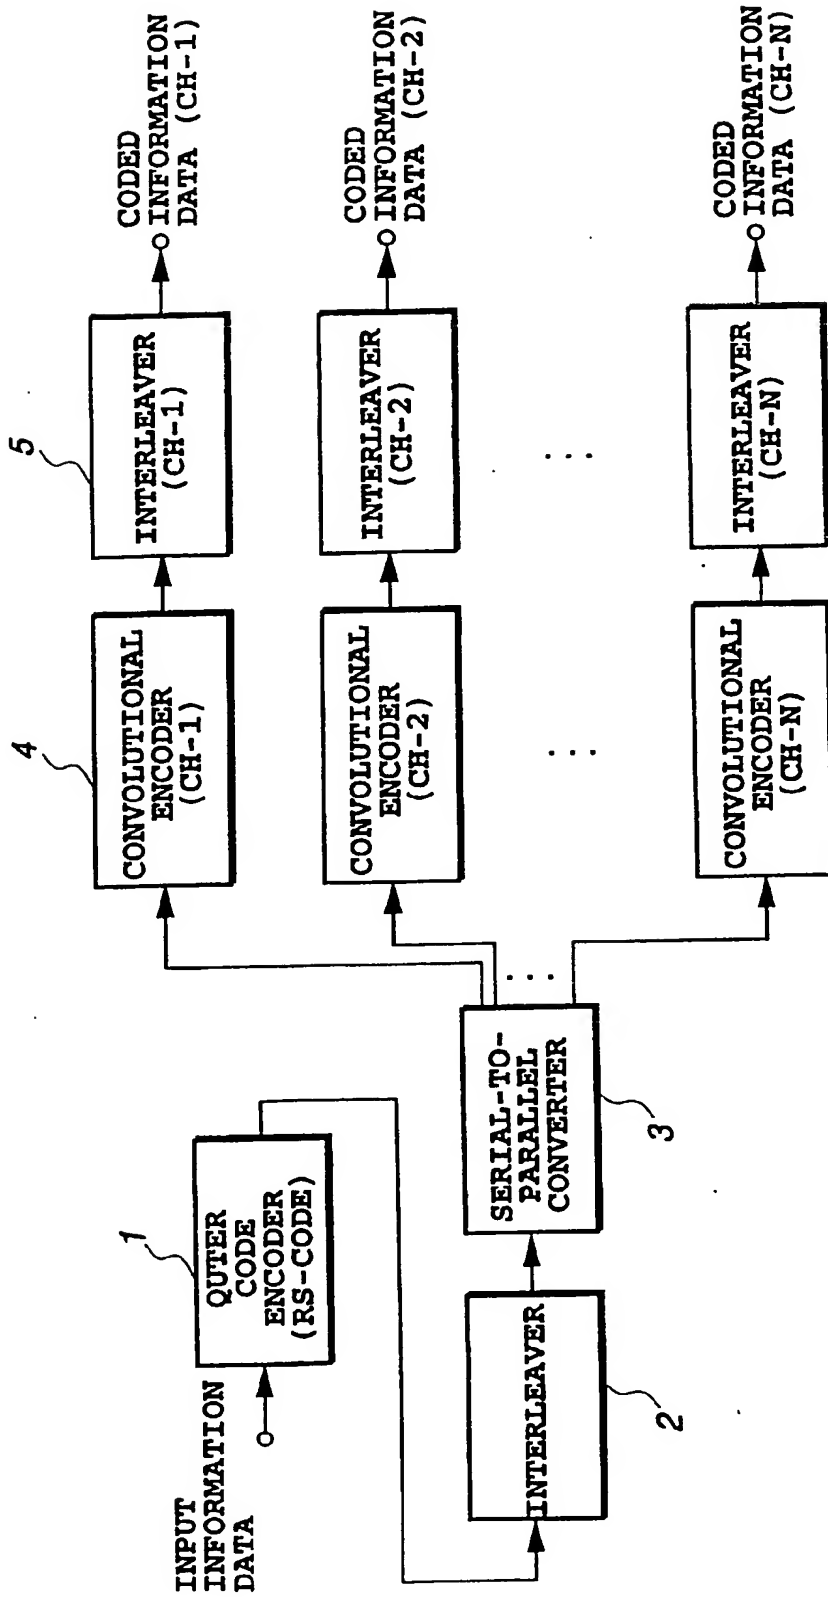 INPUT
INFORMATION
DATA
1
QUTER
CODE
ENCODER
(RS-CODE)
INTERLEAVER
2
SERIAL-TO-
PARALLEL
CONVERTER
3
...
4
CONVOLUTIONAL
ENCODER
(CH-1)
5
INTERLEAVER
(CH-1)
CODED
INFORMATION
DATA (CH-1)
CONVOLUTIONAL
ENCODER
(CH-2)
INTERLEAVER
(CH-2)
CODED
INFORMATION
DATA (CH-2)
...
...
CONVOLUTIONAL
ENCODER
(CH-N)
INTERLEAVER
(CH-N)
CODED
INFORMATION
DATA (CH-N)